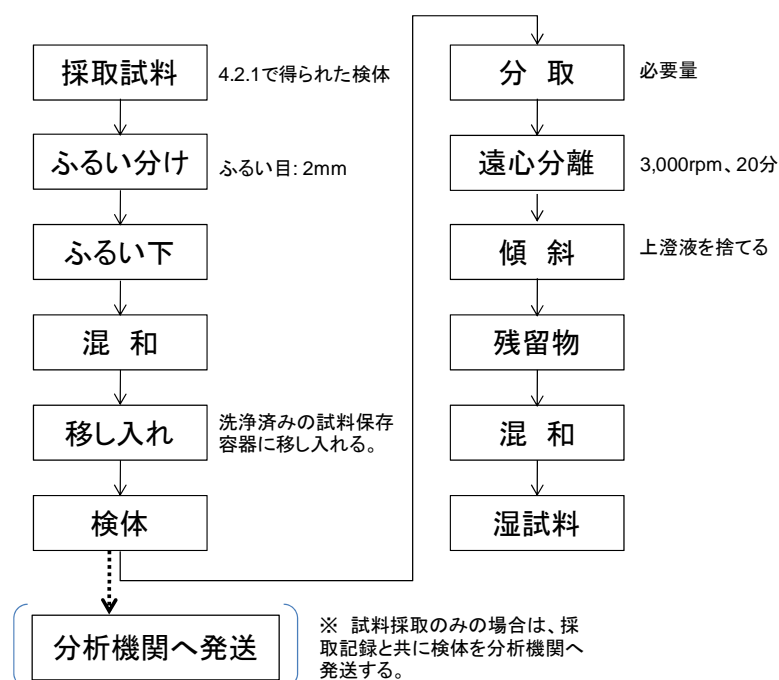 採取試料
4.2.1で得られた検体
ふるい分け
ふるい目: 2mm
ふるい下
混 和
移し入れ
洗浄済みの試料保存
容器に移し入れる。
検体
分析機関へ発送
※ 試料採取のみの場合は、採
取記録と共に検体を分析機関へ
発送する。
分 取
必要量
遠心分離
3,000rpm、20分
傾 斜
上澄液を捨てる
残留物
混 和
湿試料